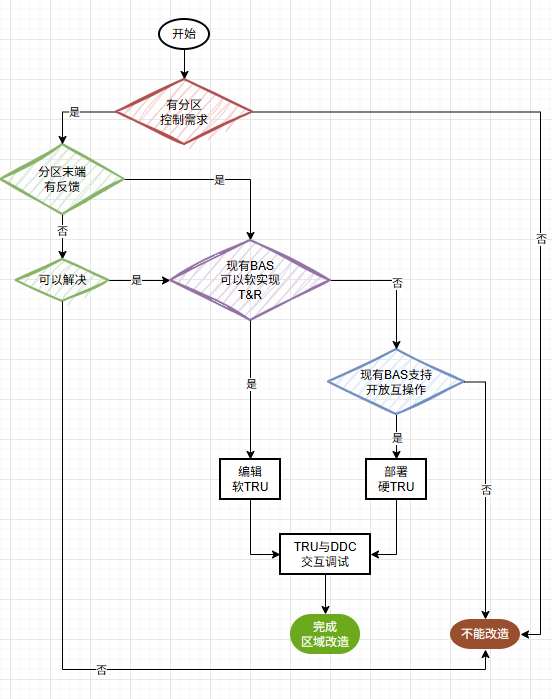 开始
有分区
控制需求
是
分区末端
有反馈
是
否
否
可以解决
是
现有BAS
可以软实现
T&R
否
现有BAS支持
开放互操作
是
是
编辑
软TRU
部署
硬TRU
否
TRU与DDC
交互调试
完成
区域改造
不能改造
否